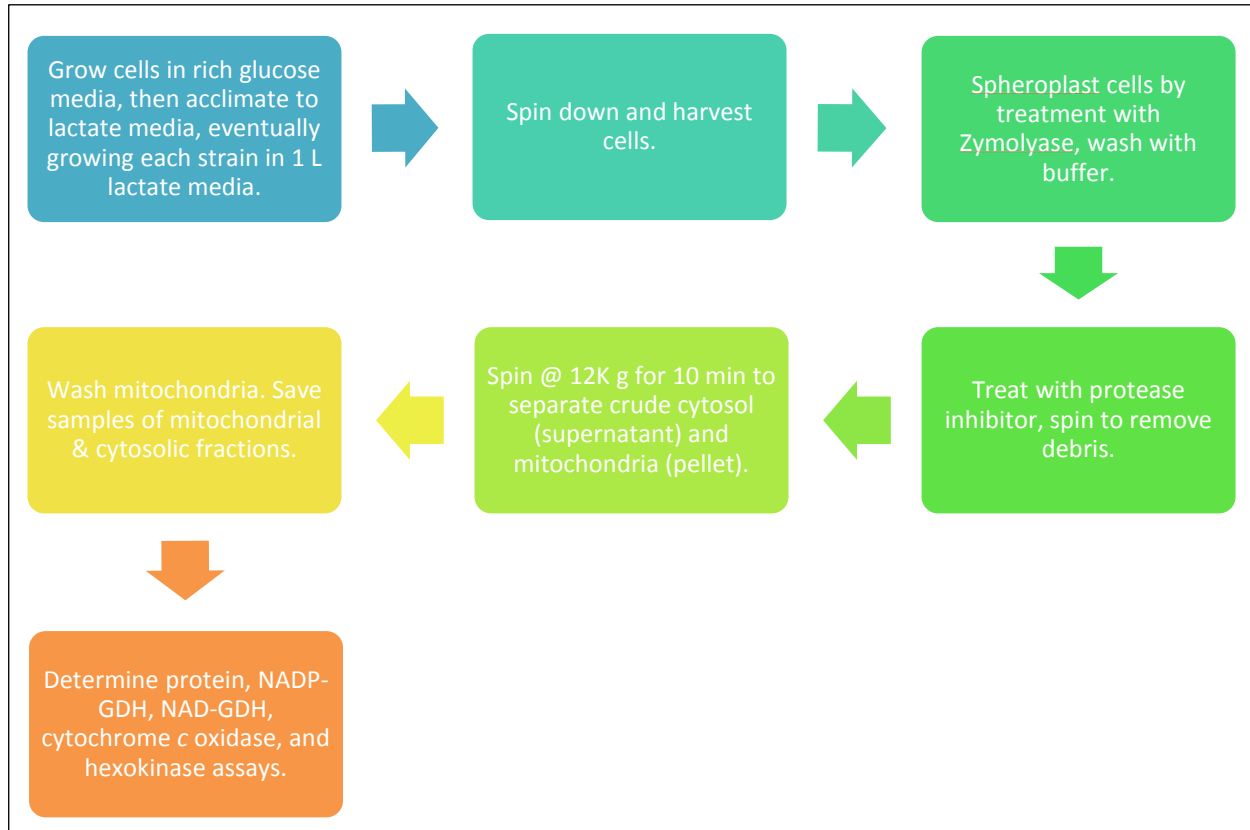 Grow cells in rich glucose
media, then acclimate to
lactate media, eventually
growing each strain in 1 L
lactate media.
Spin down and harvest
cells.
Spheroplast cells by
treatment with
Zymolyase, wash with
buffer.
Treat with protease
inhibitor, spin to remove
debris.
Spin @ 12K g for 10 min to
separate crude cytosol
(supernatant) and
mitochondria (pellet).
Wash mitochondria. Save
samples of mitochondrial
& cytosolic fractions.
Determine protein, NADP-
GDH, NAD-GDH,
cytochrome c oxidase, and
hexokinase assays.